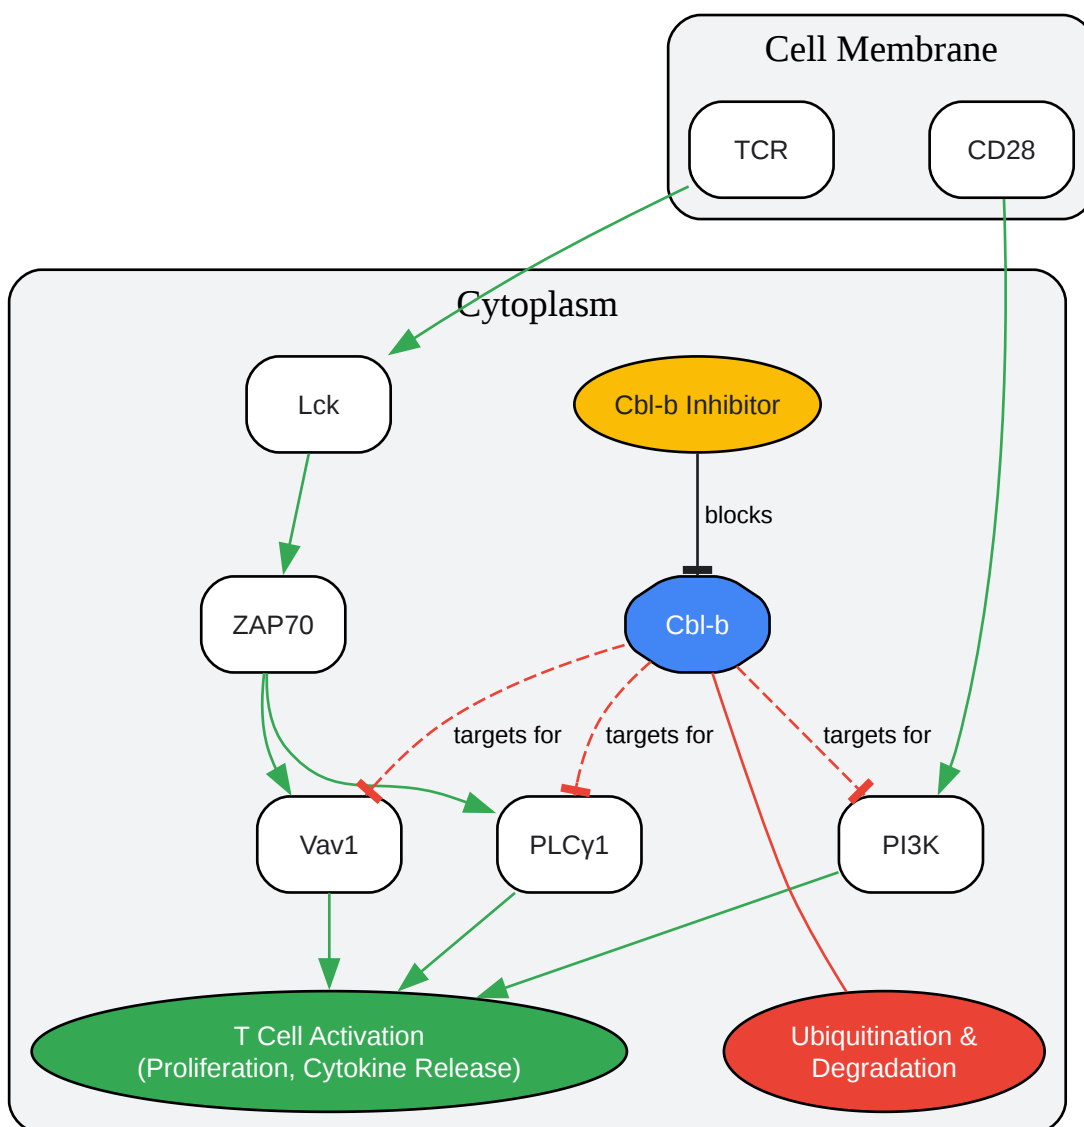 Cell Membrane
TCR
CD28
Cytoplasm
Lck
Cbl-b Inhibitor
blocks
ZAP70
Cbl-b
targets for
targets for
targets for
Vav1
PLCγ1
PI3K
T Cell Activation
(Proliferation, Cytokine Release)
Ubiquitination &
Degradation